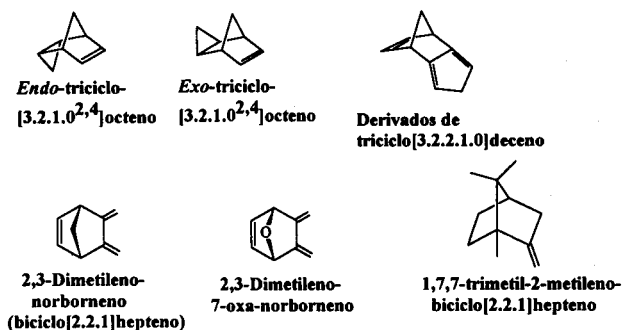 Endo-triciclo-
[3.2.1.0^2,4]octeno
Exo-triciclo-
[3.2.1.0^2,4]octeno
Derivados de
triciclo[3.2.2.1.0]deceno
O
2,3-Dimetileno-
norborneno
(biciclo[2.2.1]hepteno)
2,3-Dimetileno
7-oxa-norborneno
1,7,7-trimetil-2-metileno-
biciclo[2.2.1]hepteno